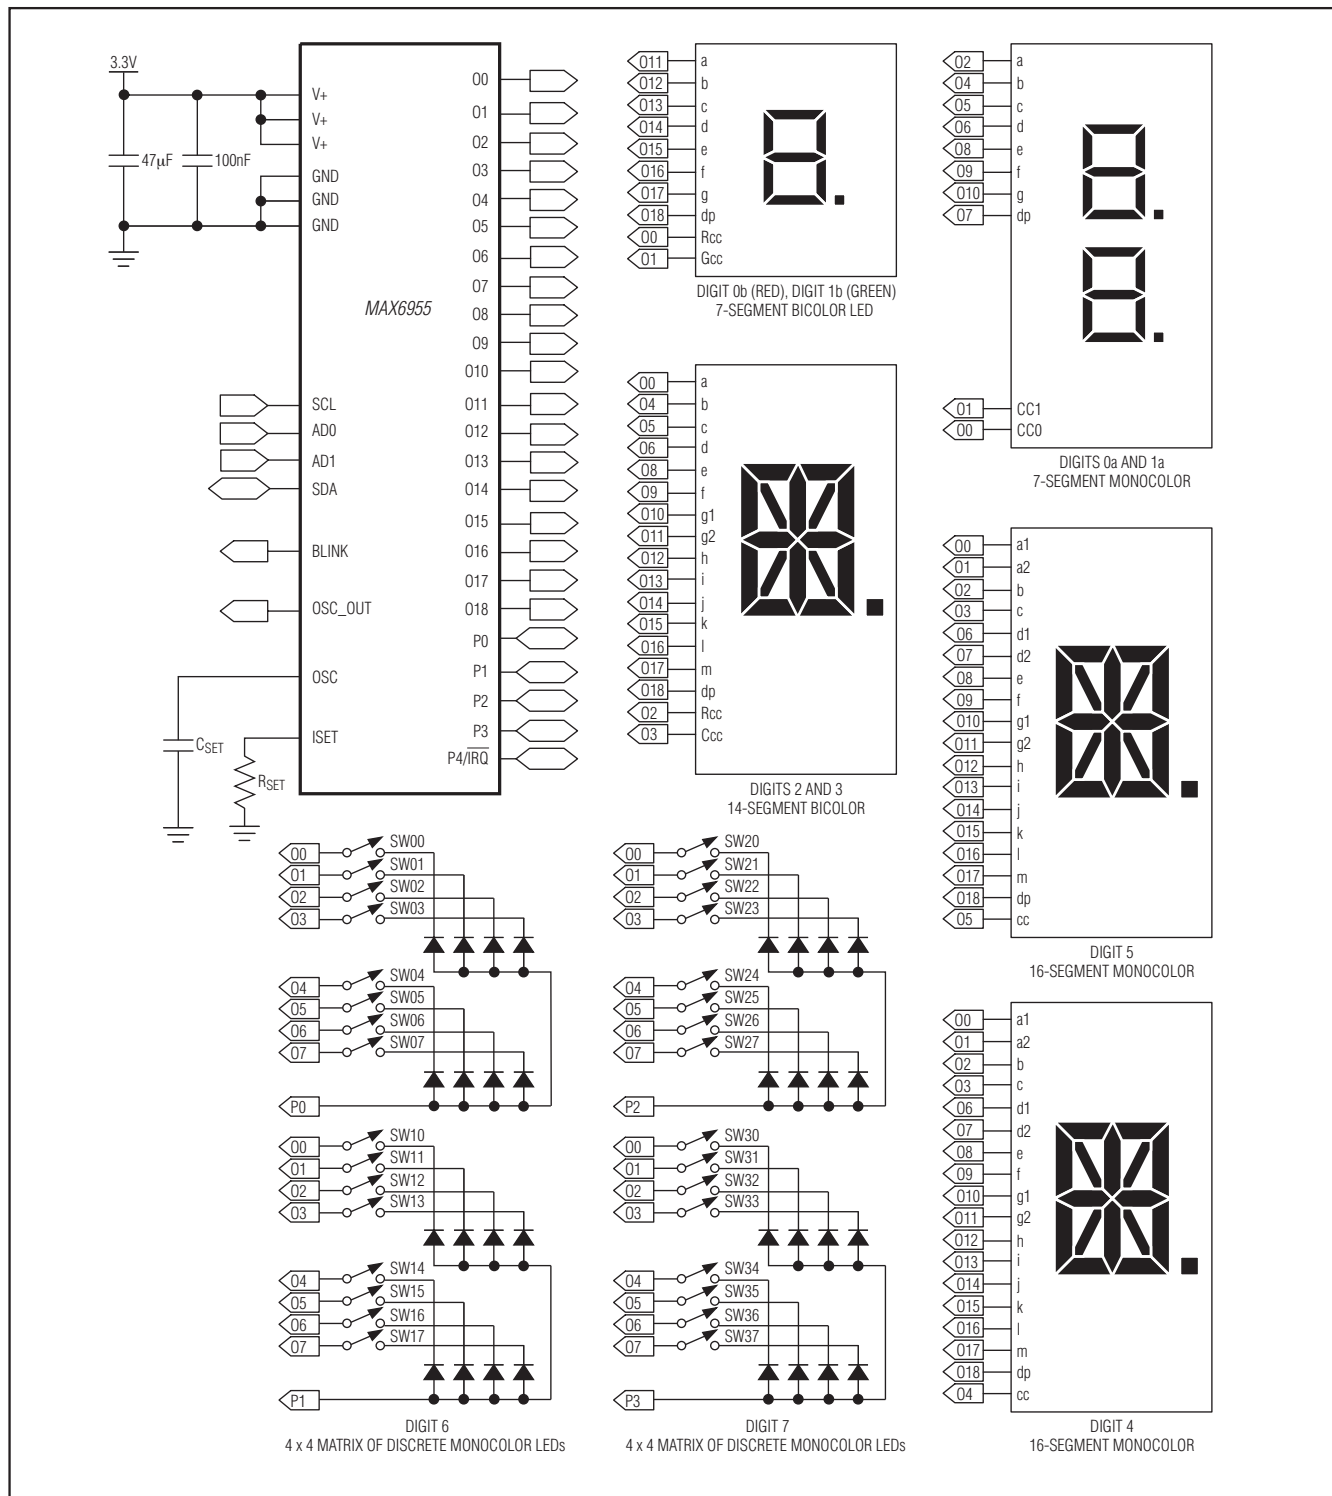 3.3V
47µF
100nF
V+
V+
V+
GND
GND
GND
MAX6955
SCL
AD0
AD1
SDA
BLINK
OSC_OUT
OSC
ISET
CSET
RSET
O0
O1
O2
O3
O4
O5
O6
O7
O8
O9
O10
O11
O12
O13
O14
O15
O16
O17
O18
P0
P1
P2
P3
P4/IRQ
O11 a
O12 b
O13 c
O14 d
O15 e
O16 f
O17 g
O18 dp
O0 Rcc
O1 Gcc
DIGIT 0b (RED), DIGIT 1b (GREEN)
7-SEGMENT BICOLOR LED
O2 a
O4 b
O5 c
O6 d
O8 e
O9 f
O10 g
O7 dp
O1 CC1
O0 CC0
DIGITS 0a AND 1a
7-SEGMENT MONOCOLOR
O0 a
O4 b
O5 c
O6 d
O8 e
O9 f
O10 g1
O11 g2
O12 h
O13 i
O14 j
O15 k
O16 l
O17 m
O18 dp
O2 Rcc
O3 Ccc
DIGITS 2 AND 3
14-SEGMENT BICOLOR
O0 a1
O1 a2
O2 b
O3 c
O6 d1
O7 d2
O8 e
O9 f
O10 g1
O11 g2
O12 h
O13 i
O14 j
O15 k
O16 l
O17 m
O18 dp
O5 cc
DIGIT 5
16-SEGMENT MONOCOLOR
O0 SW00
O1 SW01
O2 SW02
O3 SW03
O4 SW04
O5 SW05
O6 SW06
O7 SW07
P0
O0 SW10
O1 SW11
O2 SW12
O3 SW13
O4 SW14
O5 SW15
O6 SW16
O7 SW17
P1
DIGIT 6
4 x 4 MATRIX OF DISCRETE MONOCOLOR LEDs
O0 SW20
O1 SW21
O2 SW22
O3 SW23
O4 SW24
O5 SW25
O6 SW26
O7 SW27
P2
O0 SW30
O1 SW31
O2 SW32
O3 SW33
O4 SW34
O5 SW35
O6 SW36
O7 SW37
P3
DIGIT 7
4 x 4 MATRIX OF DISCRETE MONOCOLOR LEDs
O0 a1
O1 a2
O2 b
O3 c
O6 d1
O7 d2
O8 e
O9 f
O10 g1
O11 g2
O12 h
O13 i
O14 j
O15 k
O16 l
O17 m
O18 dp
O4 cc
DIGIT 4
16-SEGMENT MONOCOLOR